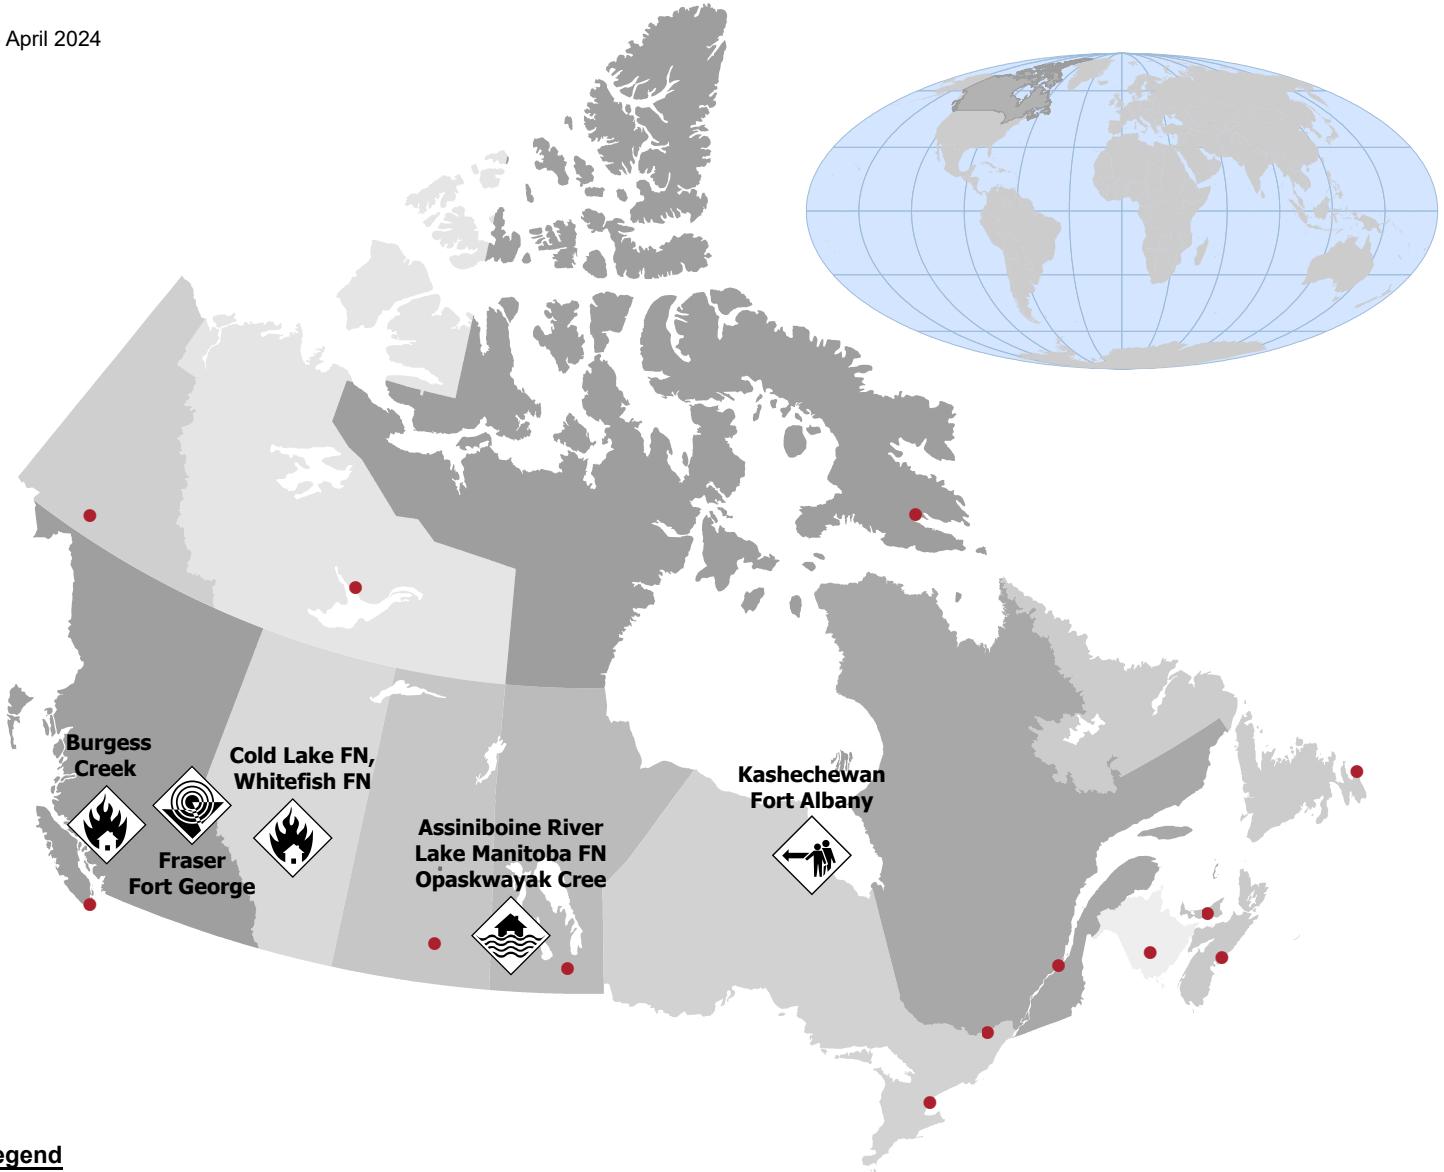 April 2024
Burgess
Creek
Fraser
Fort George
Cold Lake FN,
Whitefish FN
Assiniboine River
Lake Manitoba FN
Opaskwayak Cree
Kashechewan
Fort Albany
egend